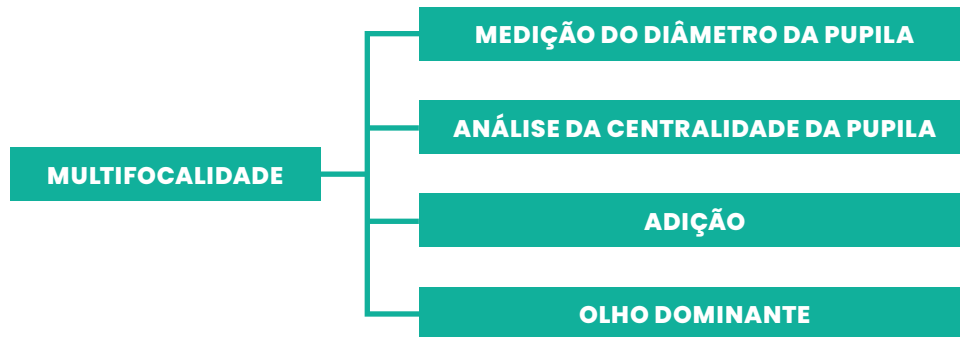 MULTIFOCALIDADE
MEDIÇÃO DO DIÂMETRO DA PUPILA
ANÁLISE DA CENTRALIDADE DA PUPILA
ADIÇÃO
OLHO DOMINANTE